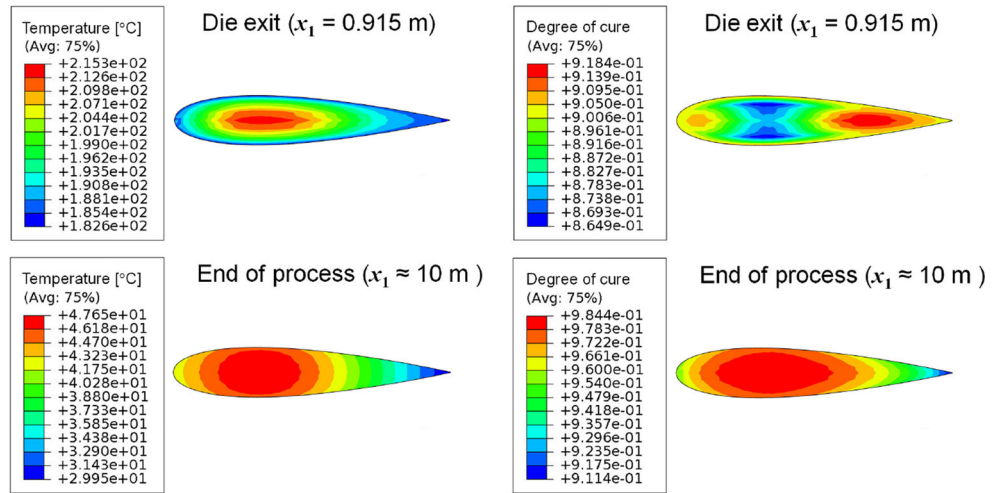 Temperature [°C]
(Avg: 75%)
+2.153e+02
+2.126e+02
+2.098e+02
+2.071e+02
+2.044e+02
+2.017e+02
+1.990e+02
+1.962e+02
+1.935e+02
+1.908e+02
+1.881e+02
+1.854e+02
+1.826e+02
Die exit (x₁ = 0.915 m)
Degree of cure
(Avg: 75%)
+9.184e-01
+9.139e-01
+9.095e-01
+9.050e-01
+9.006e-01
+8.961e-01
+8.916e-01
+8.872e-01
+8.827e-01
+8.783e-01
+8.738e-01
+8.693e-01
+8.649e-01
Die exit (x₁ = 0.915 m)
Temperature [°C]
(Avg: 75%)
+4.765e+01
+4.618e+01
+4.470e+01
+4.323e+01
+4.175e+01
+4.028e+01
+3.880e+01
+3.733e+01
+3.585e+01
+3.438e+01
+3.290e+01
+3.143e+01
+2.995e+01
End of process (x₁ ≈ 10 m )
Degree of cure
(Avg: 75%)
+9.844e-01
+9.783e-01
+9.722e-01
+9.661e-01
+9.600e-01
+9.540e-01
+9.479e-01
+9.418e-01
+9.357e-01
+9.296e-01
+9.235e-01
+9.175e-01
+9.114e-01
End of process (x₁ ≈ 10 m )